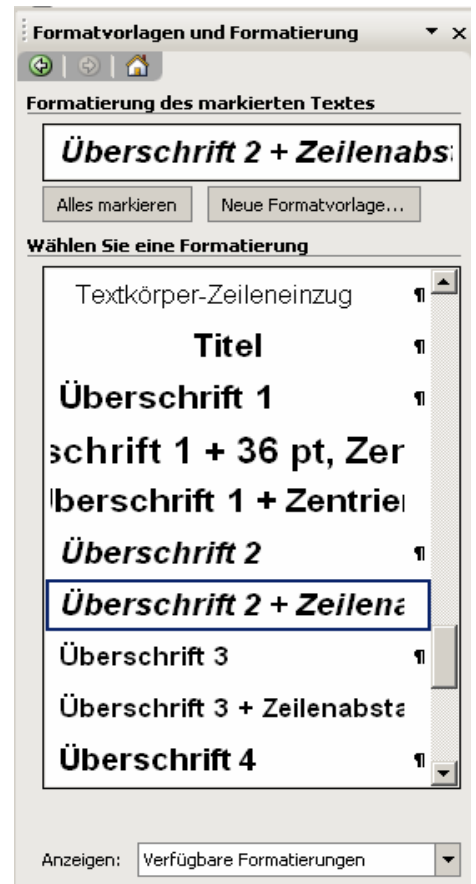 Formatvorlagen und Formatierung
Formatierung des markierten Textes
Überschrift 2 + Zeilenabs
Alles markieren Neue Formatvorlage...
Wählen Sie eine Formatierung
Textkörper-Zeileneinzug ¶
Titel ¶
Überschrift 1 ¶
schrift 1 + 36 pt, Zer
berschrift 1 + Zentrie
Überschrift 2 ¶
Überschrift 2 + Zeilena
Überschrift 3 ¶
Überschrift 3 + Zeilenabsta
Überschrift 4 ¶
Anzeigen: Verfügbare Formatierungen